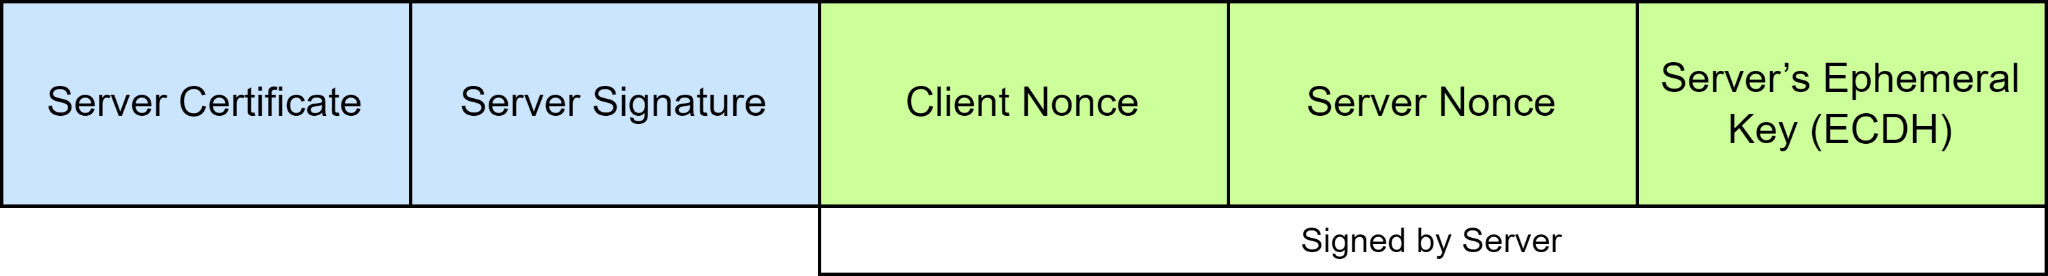 Server Certificate
Server Signature
Client Nonce
Server Nonce
Server’s Ephemeral
Key (ECDH)
Signed by Server